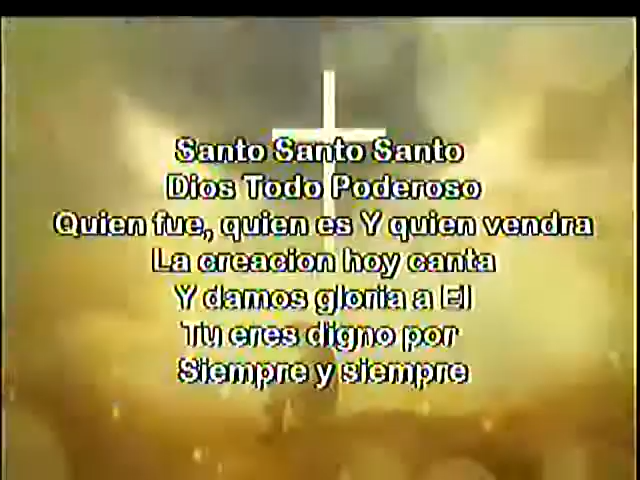 Santo Santo Santo
Dios Todo Poderoso
Quien fue, quien es Y quien vendra
La creacion hoy canta
Y damos gloria a El
Tu eres digno por
Siempre y siempre